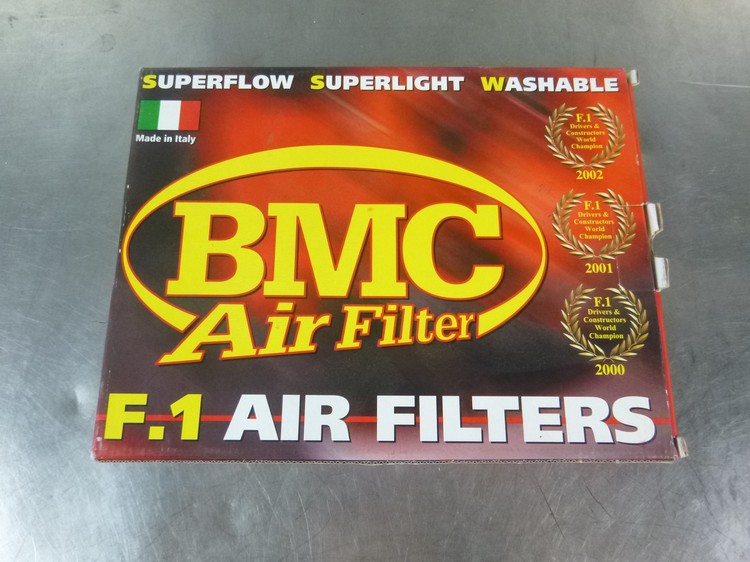 SUPERFLOW SUPERLIGHT WASHABLE
Made in Italy
BMC
Air Filter
F.1
Drivers &
Constructors
World
Champion
2002
F.1
Drivers &
Constructors
World
Champion
2001
F.1
Drivers &
Constructors
World
Champion
2000
F.1 AIR FILTERS